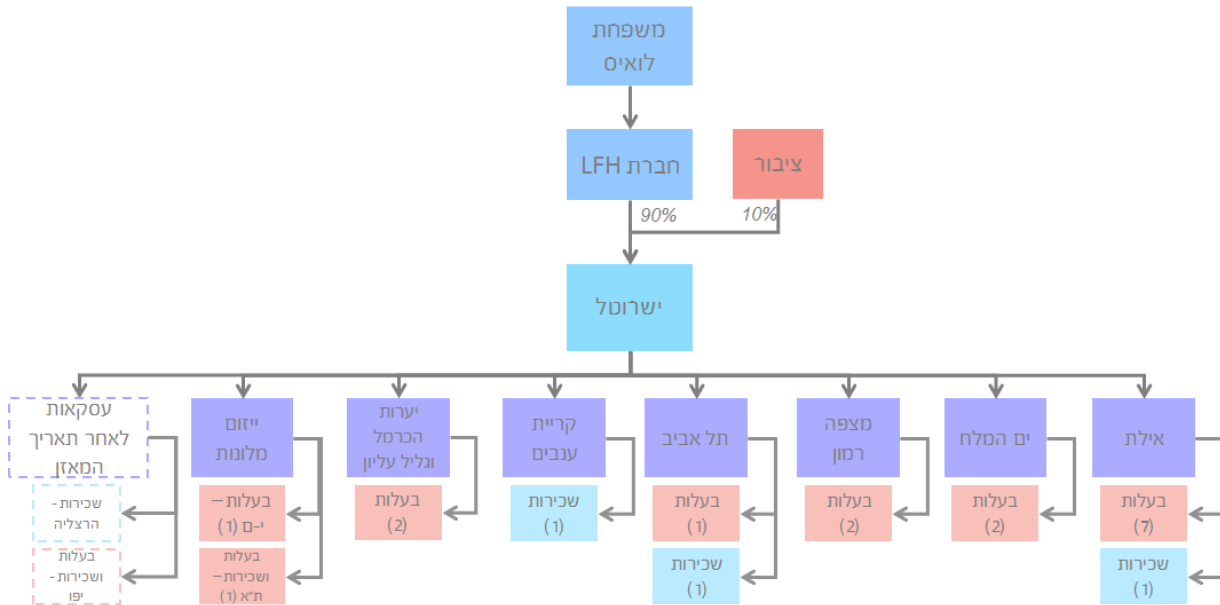 משפחת
לואיס
חברת LFH
ציבור
90%
10%
ישרוטל
אילת
בעלות
(7)
שכירות
(1)
ים המלח
בעלות
(2)
מצפה
רמון
בעלות
(2)
תל אביב
בעלות
(1)
שכירות
(1)
קריית
ענבים
שכירות
(1)
יערות
הכרמל
וגליל עליון
בעלות
(2)
ייזום
מלונות
בעלות –
י-ם (1)
בעלות
ושכירות –
ת"א (1)
עסקאות
לאחר תאריך
המאזן
שכירות -
הרצליה
בעלות
ושכירות -
יפו